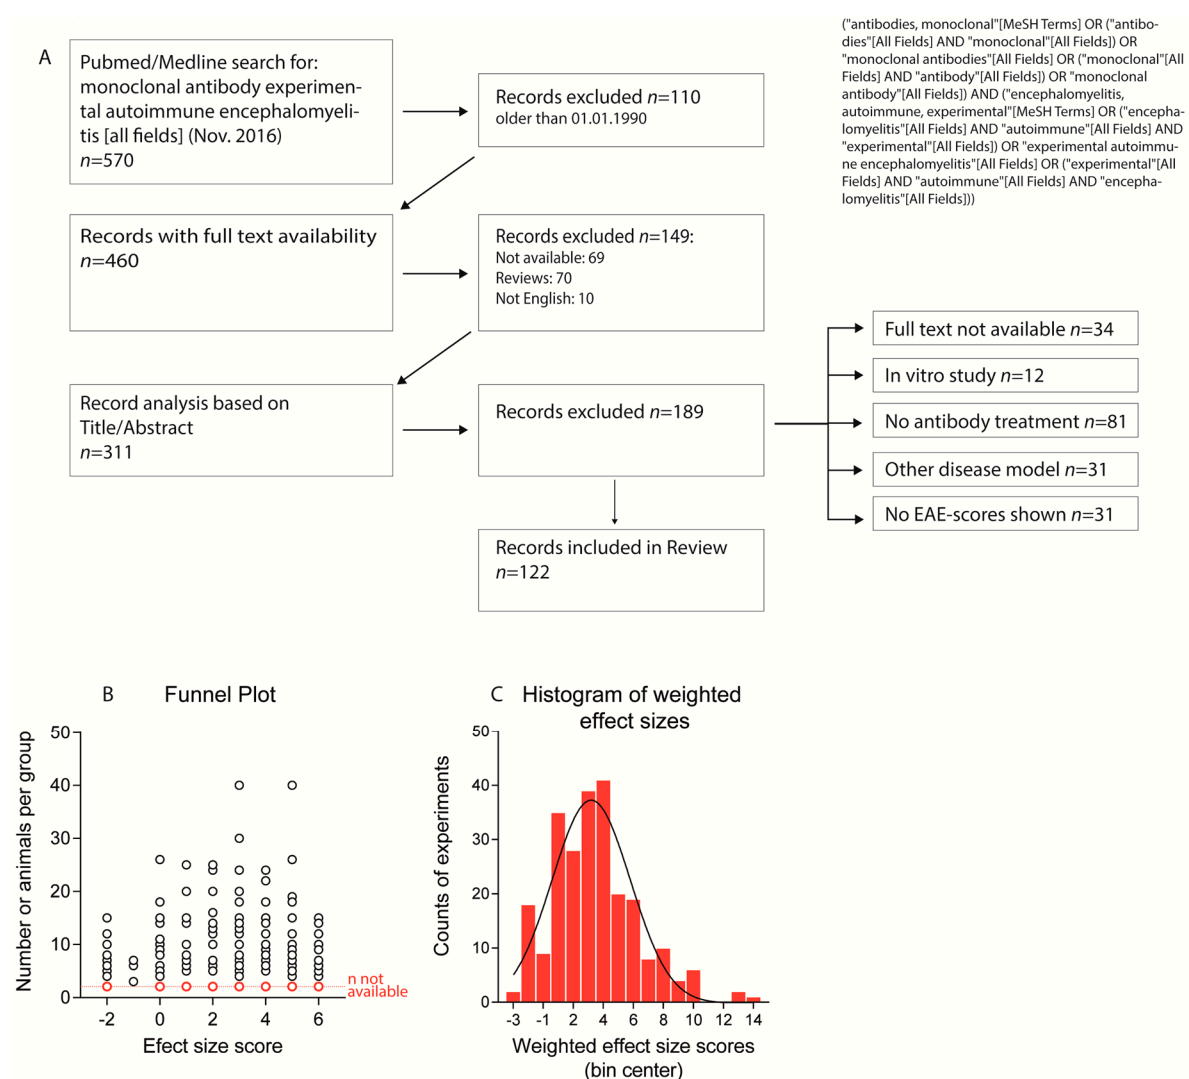 A
Pubmed/Medline search for:
monoclonal antibody experimen-
tal autoimmune encephalomyeli-
tis [all fields] (Nov. 2016)
n=570
Records excluded n=110
older than 01.01.1990
("antibodies, monoclonal"[MeSH Terms] OR ("antibo-
dies"[All Fields] AND "monoclonal"[All Fields]) OR
"monoclonal antibodies"[All Fields] OR ("monoclonal"[All
Fields] AND "antibody"[All Fields]) OR "monoclonal
antibody"[All Fields]) AND ("encephalomyelitis,
autoimmune, experimental"[MeSH Terms] OR ("encepha-
lomyelitis"[All Fields] AND "autoimmune"[All Fields] AND
"experimental"[All Fields]) OR "experimental autoimmu-
ne encephalomyelitis"[All Fields] OR ("experimental"[All
Fields] AND "autoimmune"[All Fields] AND "encepha-
lomyelitis"[All Fields]))
Records with full text availability
n=460
Records excluded n=149:
Not available: 69
Reviews: 70
Not English: 10
Record analysis based on
Title/Abstract
n=311
Records excluded n=189
Full text not available n=34
In vitro study n=12
No antibody treatment n=81
Other disease model n=31
No EAE-scores shown n=31
Records included in Review
n=122
B Funnel Plot
Number or animals per group
50
40
30
20
10
0
-2 0 2 4 6
n not
available
Efect size score
C Histogram of weighted
effect sizes
Counts of experiments
50
40
30
20
10
0
-3 -1 2 4 6 8 10 12 14
Weighted effect size scores
(bin center)